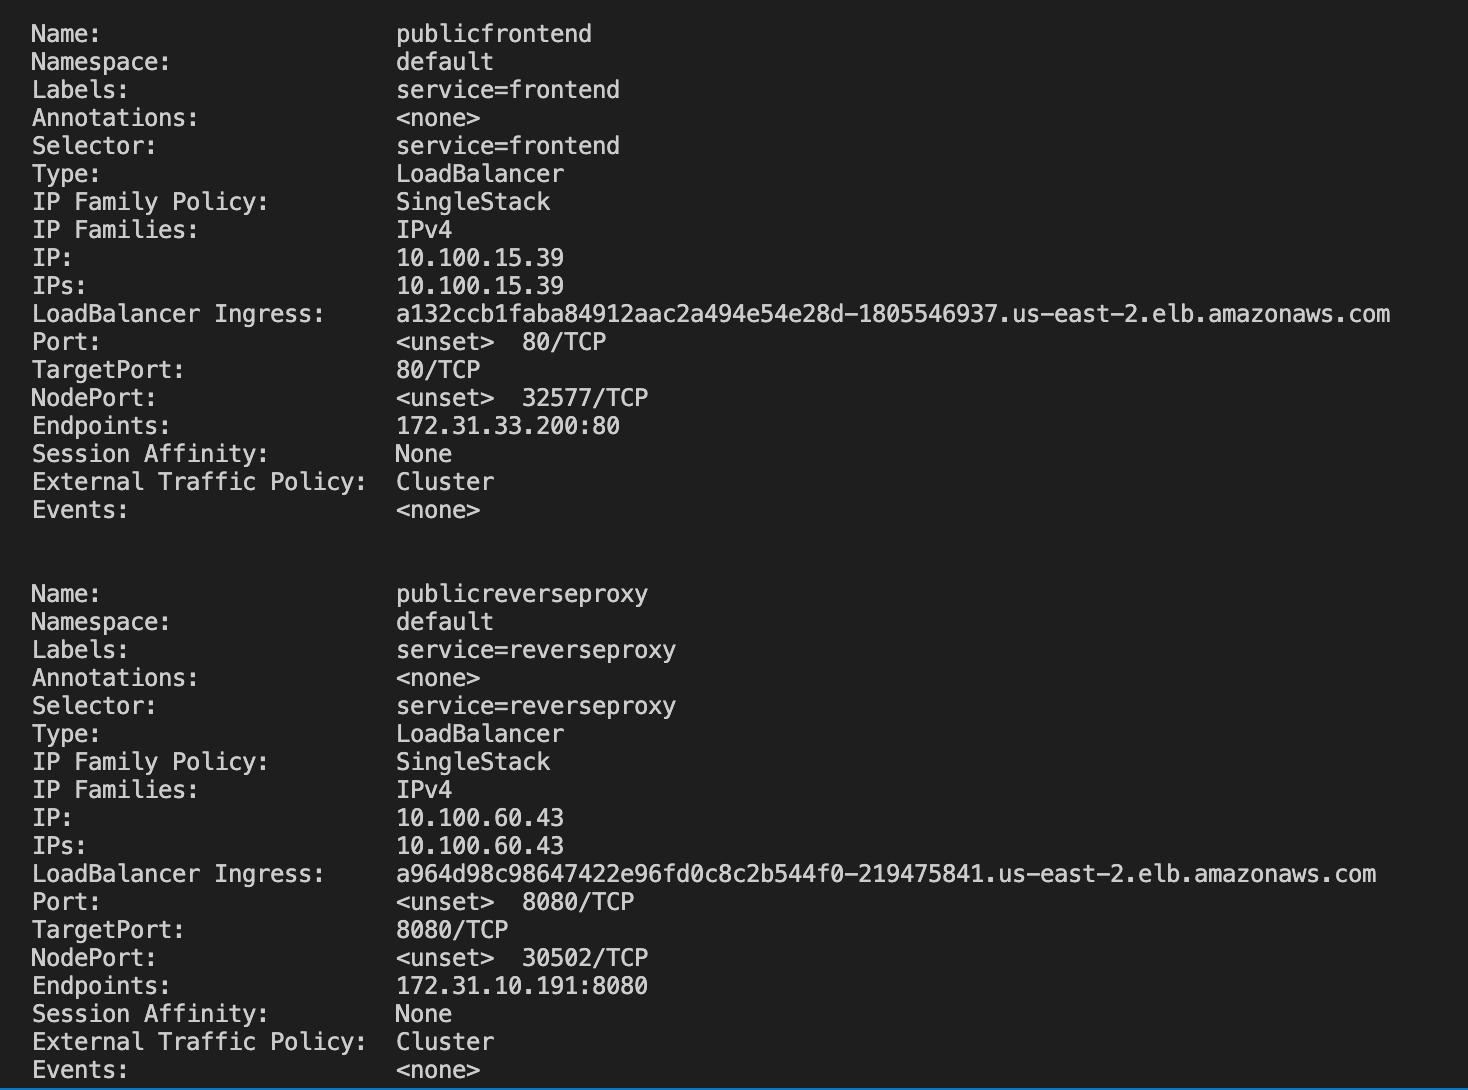 Name: publicfrontend
Namespace: default
Labels: service=frontend
Annotations: <none>
Selector: service=frontend
Type: LoadBalancer
IP Family Policy: SingleStack
IP Families: IPv4
IP: 10.100.15.39
IPs: 10.100.15.39
LoadBalancer Ingress: a132ccb1faba84912aac2a494e54e28d-1805546937.us-east-2.elb.amazonaws.com
Port: <unset> 80/TCP
TargetPort: 80/TCP
NodePort: <unset> 32577/TCP
Endpoints: 172.31.33.200:80
Session Affinity: None
External Traffic Policy: Cluster
Events: <none>
Name: publicreverseproxy
Namespace: default
Labels: service=reverseproxy
Annotations: <none>
Selector: service=reverseproxy
Type: LoadBalancer
IP Family Policy: SingleStack
IP Families: IPv4
IP: 10.100.60.43
IPs: 10.100.60.43
LoadBalancer Ingress: a964d98c98647422e96fd0c8c2b544f0-219475841.us-east-2.elb.amazonaws.com
Port: <unset> 8080/TCP
TargetPort: 8080/TCP
NodePort: <unset> 30502/TCP
Endpoints: 172.31.10.191:8080
Session Affinity: None
External Traffic Policy: Cluster
Events: <none>